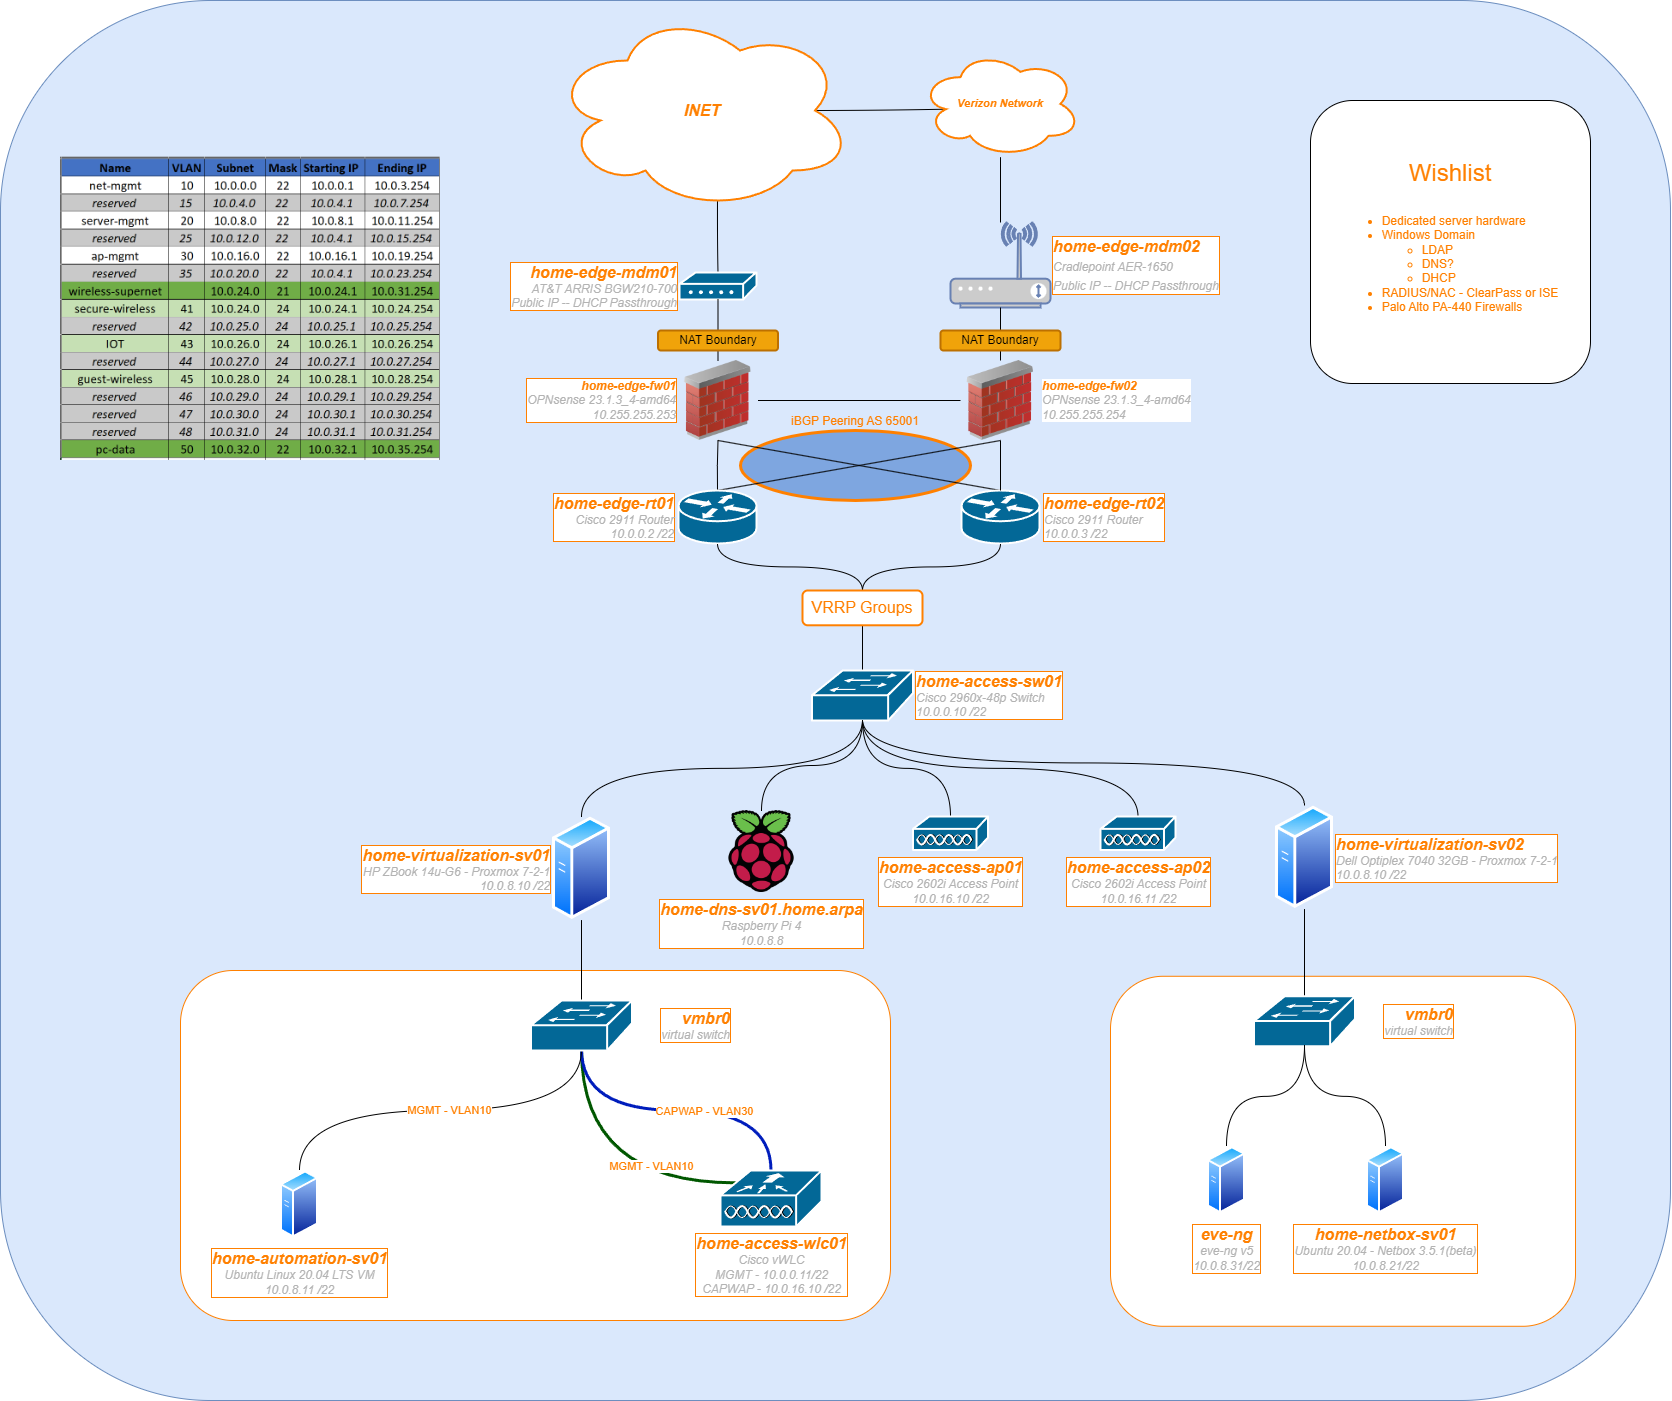 INET
Verizon Network
Name VLAN Subnet Mask Starting IP Ending IP
net-mgmt 10 10.0.0.0 22 10.0.0.1 10.0.3.254
reserved 15 10.0.4.0 22 10.0.4.1 10.0.7.254
server-mgmt 20 10.0.8.0 22 10.0.8.1 10.0.11.254
reserved 25 10.0.12.0 22 10.0.4.1 10.0.15.254
ap-mgmt 30 10.0.16.0 22 10.0.16.1 10.0.19.254
reserved 35 10.0.20.0 22 10.0.4.1 10.0.23.254
wireless-supernet 10.0.24.0 21 10.0.24.1 10.0.31.254
secure-wireless 41 10.0.24.0 24 10.0.24.1 10.0.24.254
reserved 42 10.0.25.0 24 10.0.25.1 10.0.25.254
IOT 43 10.0.26.0 24 10.0.26.1 10.0.26.254
reserved 44 10.0.27.0 24 10.0.27.1 10.0.27.254
guest-wireless 45 10.0.28.0 24 10.0.28.1 10.0.28.254
reserved 46 10.0.29.0 24 10.0.29.1 10.0.29.254
reserved 47 10.0.30.0 24 10.0.30.1 10.0.30.254
reserved 48 10.0.31.0 24 10.0.31.1 10.0.31.254
pc-data 50 10.0.32.0 22 10.0.32.1 10.0.35.254
Wishlist
• Dedicated server hardware
• Windows Domain
○ LDAP
○ DNS?
○ DHCP
• RADIUS/NAC - ClearPass or ISE
• Palo Alto PA-440 Firewalls
home-edge-mdm01
AT&T ARRIS BGW210-700
Public IP -- DHCP Passthrough
home-edge-mdm02
Cradlepoint AER-1650
Public IP -- DHCP Passthrough
NAT Boundary
NAT Boundary
home-edge-fw01
OPNsense 23.1.3_4-amd64
10.255.255.253
home-edge-fw02
OPNsense 23.1.3_4-amd64
10.255.255.254
iBGP Peering AS 65001
home-edge-rt01
Cisco 2911 Router
10.0.0.2 /22
home-edge-rt02
Cisco 2911 Router
10.0.0.3 /22
VRRP Groups
home-access-sw01
Cisco 2960x-48p Switch
10.0.0.10 /22
home-virtualization-sv01
HP ZBook 14u-G6 - Proxmox 7-2-1
10.0.8.10 /22
home-dns-sv01.home.arpa
Raspberry Pi 4
10.0.8.8
home-access-ap01
Cisco 2602i Access Point
10.0.16.10 /22
home-access-ap02
Cisco 2602i Access Point
10.0.16.11 /22
home-virtualization-sv02
Dell Optiplex 7040 32GB - Proxmox 7-2-1
10.0.8.10 /22
vmbr0
virtual switch
MGMT - VLAN10
CAPWAP - VLAN30
MGMT - VLAN10
home-automation-sv01
Ubuntu Linux 20.04 LTS VM
10.0.8.11 /22
home-access-wlc01
Cisco vWLC
MGMT - 10.0.0.11/22
CAPWAP - 10.0.16.10 /22
vmbr0
virtual switch
eve-ng
eve-ng v5
10.0.8.31/22
home-netbox-sv01
Ubuntu 20.04 - Netbox 3.5.1(beta)
10.0.8.21/22